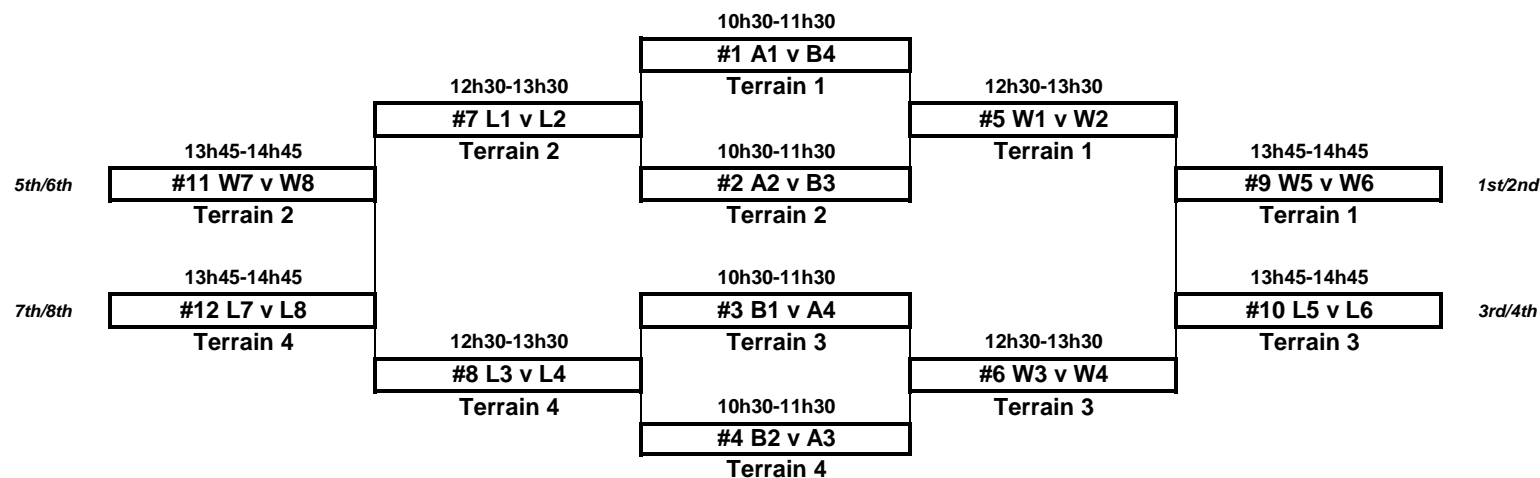 10h30-11h30
#1 A1 v B4
12h30-13h30 Terrain 1 12h30-13h30
#7 L1 v L2 #5 W1 v W2
13h45-14h45 Terrain 2 10h30-11h30 Terrain 1 13h45-14h45
5th/6th #11 W7 v W8 #2 A2 v B3 #9 W5 v W6 1st/2nd
Terrain 2 Terrain 2 Terrain 1
13h45-14h45 10h30-11h30 13h45-14h45
7th/8th #12 L7 v L8 #3 B1 v A4 #10 L5 v L6 3rd/4th
Terrain 4 12h30-13h30 Terrain 3 12h30-13h30 Terrain 3
#8 L3 v L4 #6 W3 v W4
Terrain 4 10h30-11h30 Terrain 3
#4 B2 v A3
Terrain 4